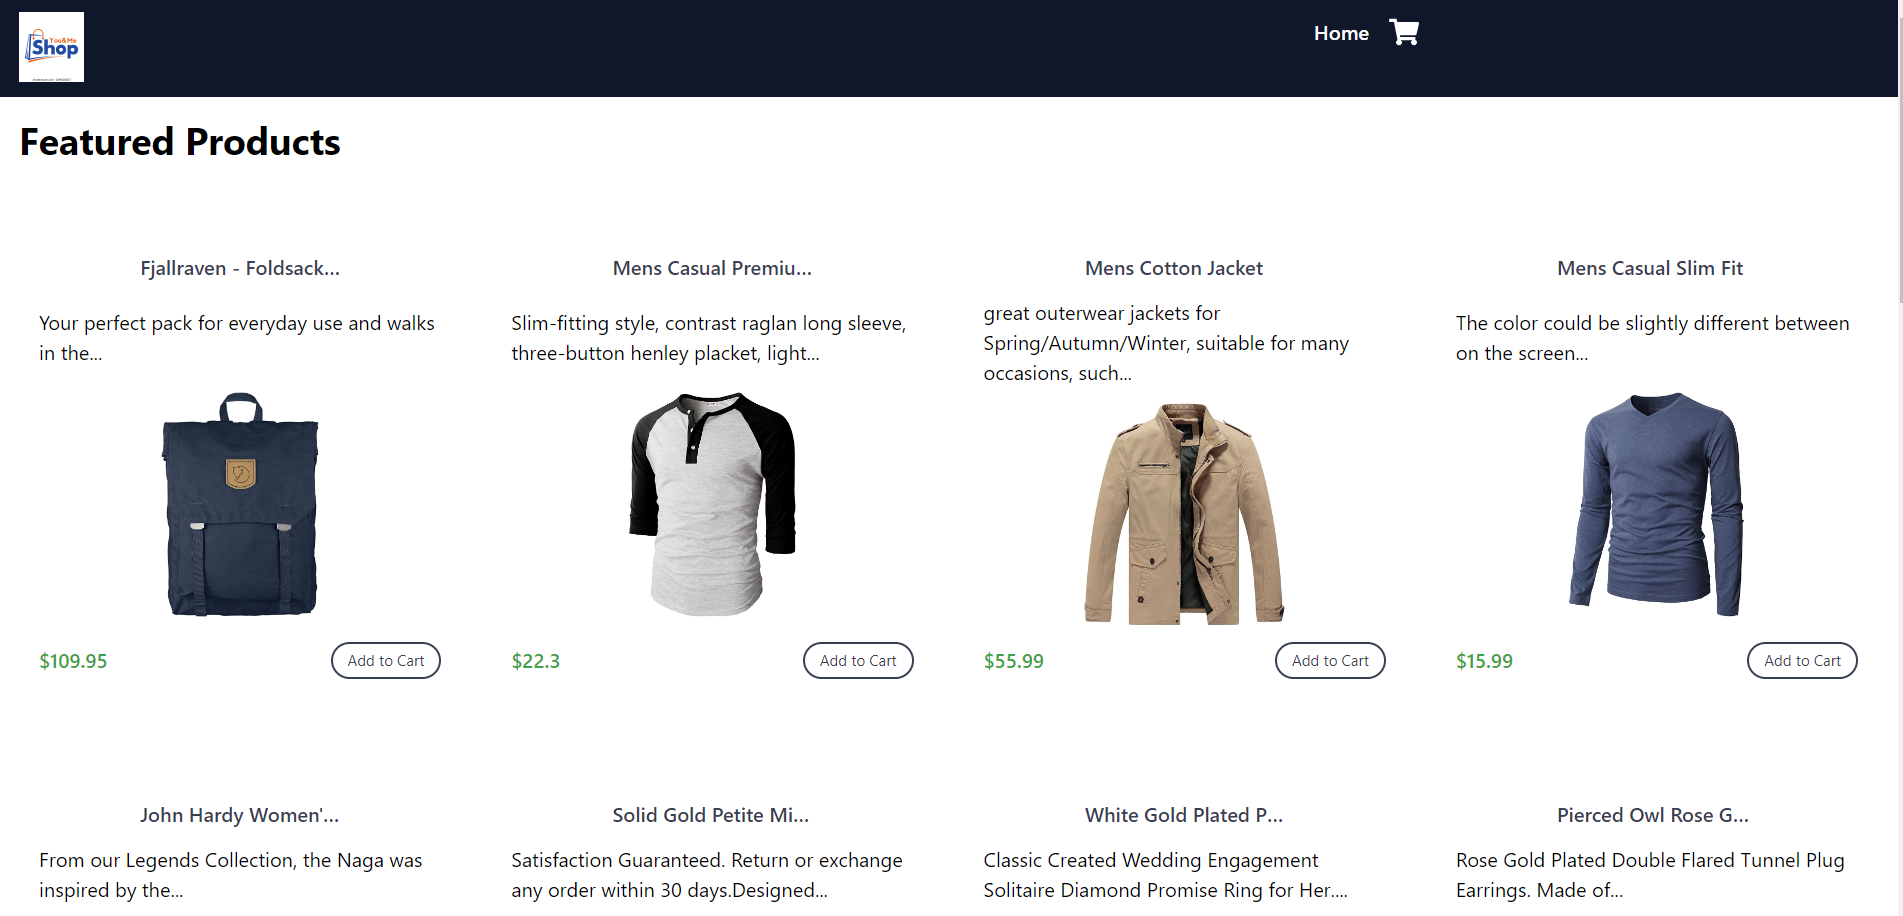 You&Me
Shop
Home
Featured Products
Fjallraven - Foldsack...
Mens Casual Premiu...
Mens Cotton Jacket
Mens Casual Slim Fit
Your perfect pack for everyday use and walks
in the...
Slim-fitting style, contrast raglan long sleeve,
three-button henley placket, light...
great outerwear jackets for
Spring/Autumn/Winter, suitable for many
occasions, such...
The color could be slightly different between
on the screen...
$109.95
Add to Cart
$22.3
Add to Cart
$55.99
Add to Cart
$15.99
Add to Cart
John Hardy Women'...
Solid Gold Petite Mi...
White Gold Plated P...
Pierced Owl Rose G...
From our Legends Collection, the Naga was
inspired by the...
Satisfaction Guaranteed. Return or exchange
any order within 30 days.Designed...
Classic Created Wedding Engagement
Solitaire Diamond Promise Ring for Her....
Rose Gold Plated Double Flared Tunnel Plug
Earrings. Made of...